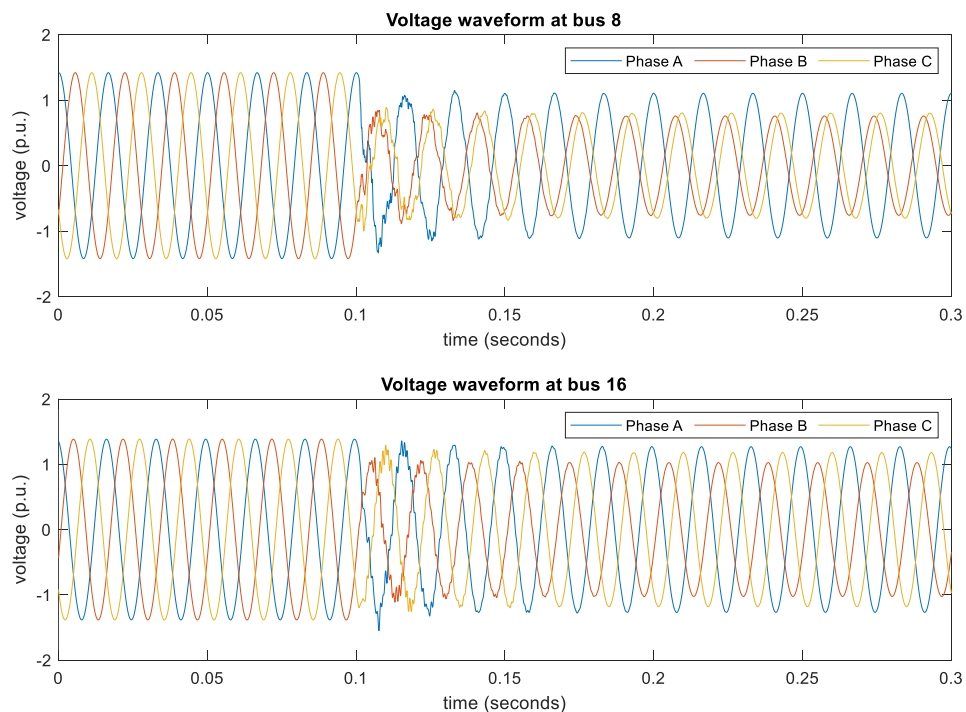 Voltage waveform at bus 8
voltage (p.u.)
2
1
0
-1
-2
Phase A Phase B Phase C
0 0.05 0.1 0.15 0.2 0.25 0.3
time (seconds)
Voltage waveform at bus 16
voltage (p.u.)
2
1
0
-1
-2
Phase A Phase B Phase C
0 0.05 0.1 0.15 0.2 0.25 0.3
time (seconds)